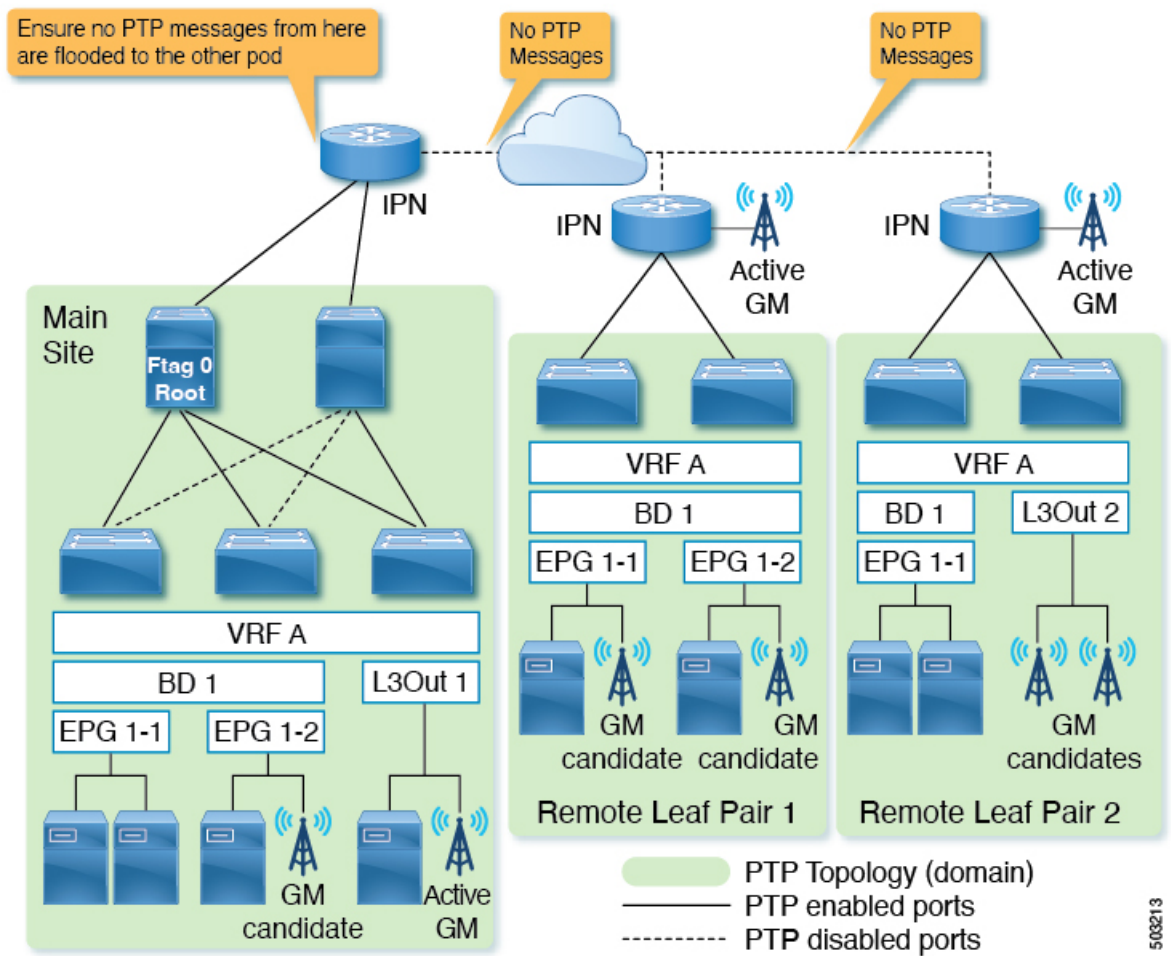 Ensure no PTP messages from here
are flooded to the other pod
No PTP
Messages
No PTP
Messages
IPN
IPN
Active
GM
IPN
Active
GM
Main
Site
Ftag 0
Root
VRF A
BD 1
L3Out 1
EPG 1-1
EPG 1-2
GM
candidate
Active
GM
VRF A
BD 1
EPG 1-1
EPG 1-2
GM
candidate
GM
candidate
Remote Leaf Pair 1
VRF A
BD 1
L3Out 2
EPG 1-1
GM
candidates
Remote Leaf Pair 2
PTP Topology (domain)
PTP enabled ports
PTP disabled ports
503213